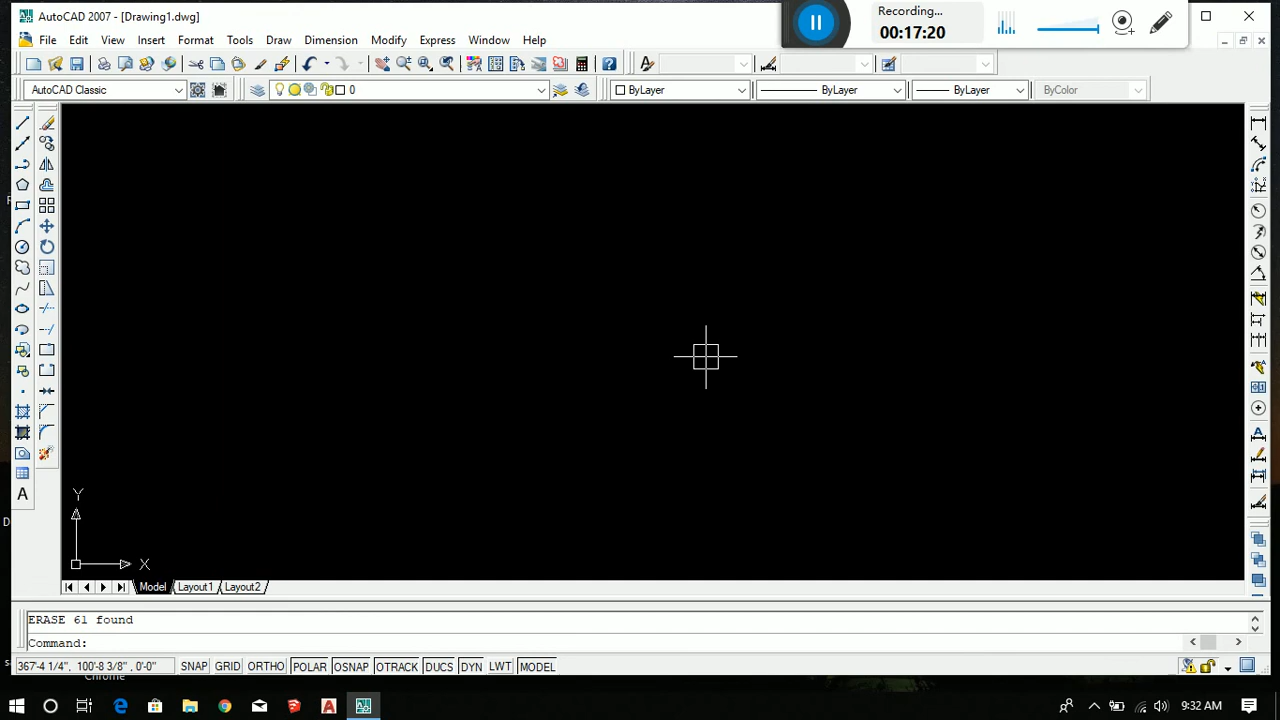 AutoCAD 2007 - [Drawing1.dwg]
Recording...
00:17:20
File Edit View Insert Format Tools Draw Dimension Modify Express Window Help
AutoCAD Classic
0
ByLayer
ByLayer
ByLayer
ByColor
A
Y
X
Model Layout1 Layout2
ERASE 61 found
Command:
367'-4 1/4", 100'-8 3/8" , 0'-0"
SNAP GRID ORTHO POLAR OSNAP OTRACK DUCS DYN LWT MODEL
Chrome
9:32 AM